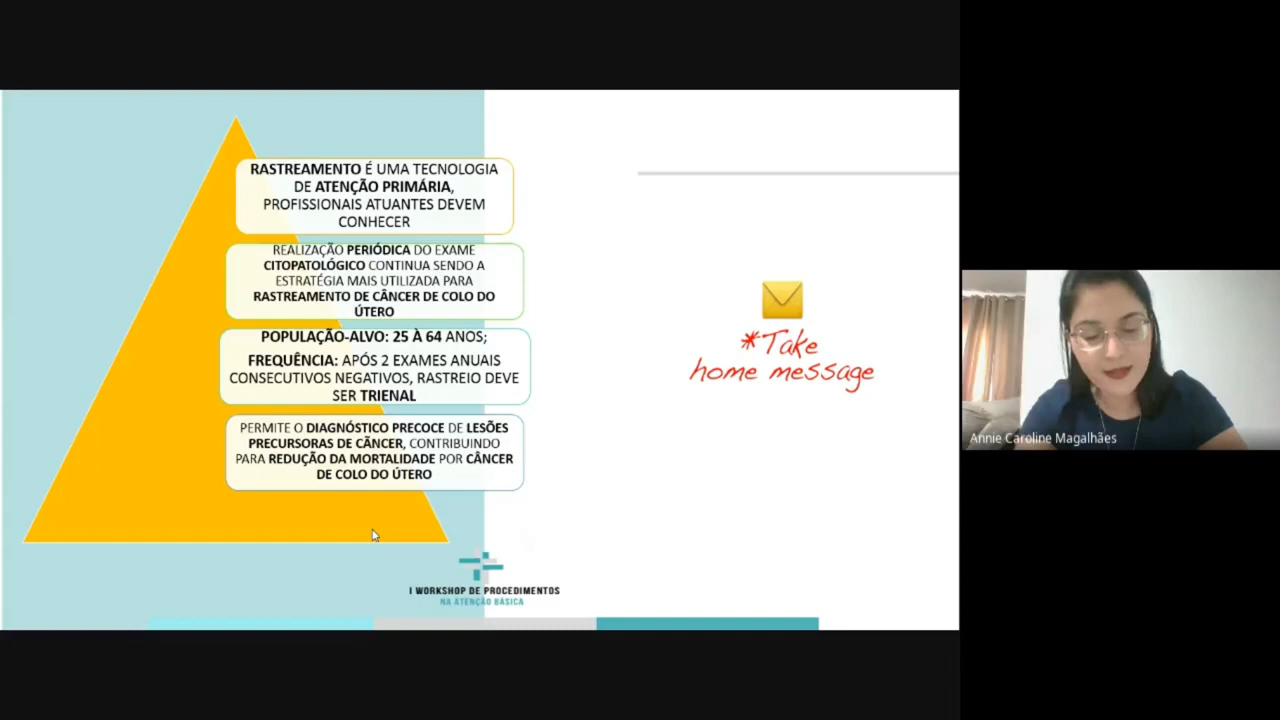 RASTREAMENTO É UMA TECNOLOGIA
DE ATENÇÃO PRIMÁRIA,
PROFISSIONAIS ATUANTES DEVEM
CONHECER
REALIZAÇÃO PERIÓDICA DO EXAME
CITOPATOLÓGICO CONTINUA SENDO A
ESTRATÉGIA MAIS UTILIZADA PARA
RASTREAMENTO DE CÂNCER DE COLO DO
ÚTERO
POPULAÇÃO-ALVO: 25 À 64 ANOS;
FREQUÊNCIA: APÓS 2 EXAMES ANUAIS
CONSECUTIVOS NEGATIVOS, RASTREIO DEVE
SER TRIENAL
PERMITE O DIAGNÓSTICO PRECOCE DE LESÕES
PRECURSORAS DE CÃNCER, CONTRIBUINDO
PARA REDUÇÃO DA MORTALIDADE POR CÂNCER
DE COLO DO ÚTERO
*Take
home message
Annie Caroline Magalhães
I WORKSHOP DE PROCEDIMENTOS
NA ATENÇÃO BÁSICA